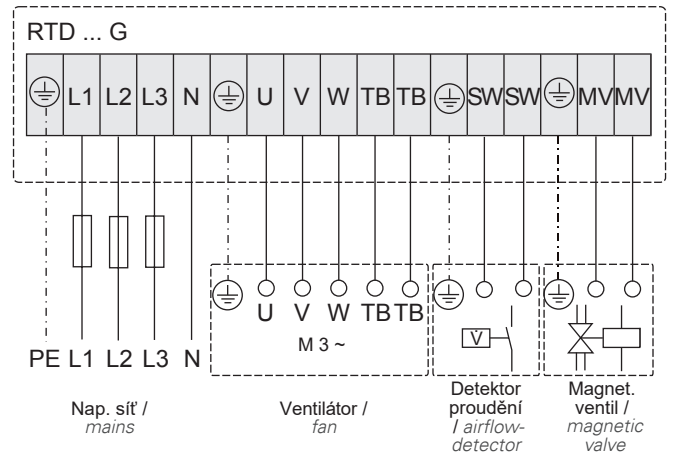 RTD ... G
L1 L2 L3 N U V W TB TB SW SW MV MV
U V W TB TB
M 3 ~
V̇
PE L1 L2 L3 N
Nap. síť /
mains
Ventilátor /
fan
Detektor
proudění
/ airflow-
detector
Magnet.
ventil /
magnetic
valve